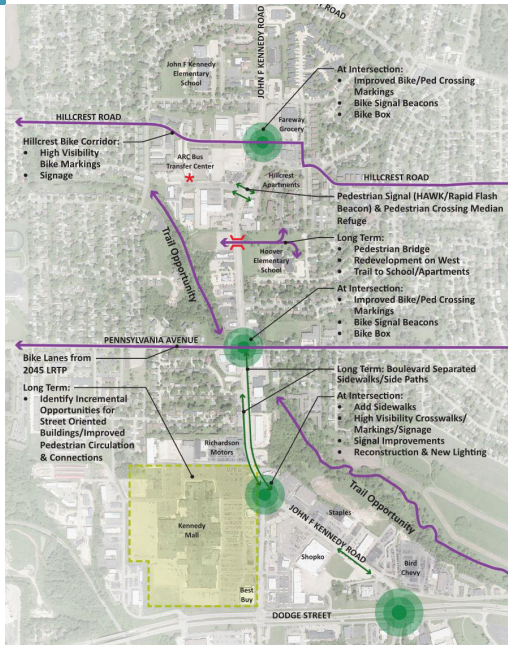 ROAD
JOHN F KENNEDY ROAD
John F Kennedy
Elementary
School
At Intersection:
• Improved Bike/Ped Crossing
Markings
• Bike Signal Beacons
• Bike Box
HILLCREST ROAD
Fareway
Grocery
Hillcrest Bike Corridor:
• High Visibility
Bike Markings
• Signage
ARC Bus
Transfer Center
*
Hillcrest
Apartments
HILLCREST ROAD
Pedestrian Signal (HAWK/Rapid Flash
Beacon) & Pedestrian Crossing Median
Refuge
Trail Opportunity
Hoover
Elementary
School
Long Term:
• Pedestrian Bridge
• Redevelopment on West
• Trail to School/Apartments
At Intersection:
• Improved Bike/Ped Crossing
Markings
• Bike Signal Beacons
• Bike Box
PENNSYLVANIA AVENUE
Bike Lanes from
2045 LRTP
Long Term: Boulevard Separated
Sidewalks/Side Paths
Long Term:
• Identify Incremental
Opportunities for
Street Oriented
Buildings/Improved
Pedestrian Circulation
& Connections
At Intersection:
• Add Sidewalks
• High Visibility Crosswalks/
Markings/Signage
• Signal Improvements
• Reconstruction & New Lighting
Richardson
Motors
Trail Opportunity
Kennedy
Mall
JOHN F KENNEDY ROAD
Staples
Shopko
Bird
Chevy
Best
Buy
DODGE STREET